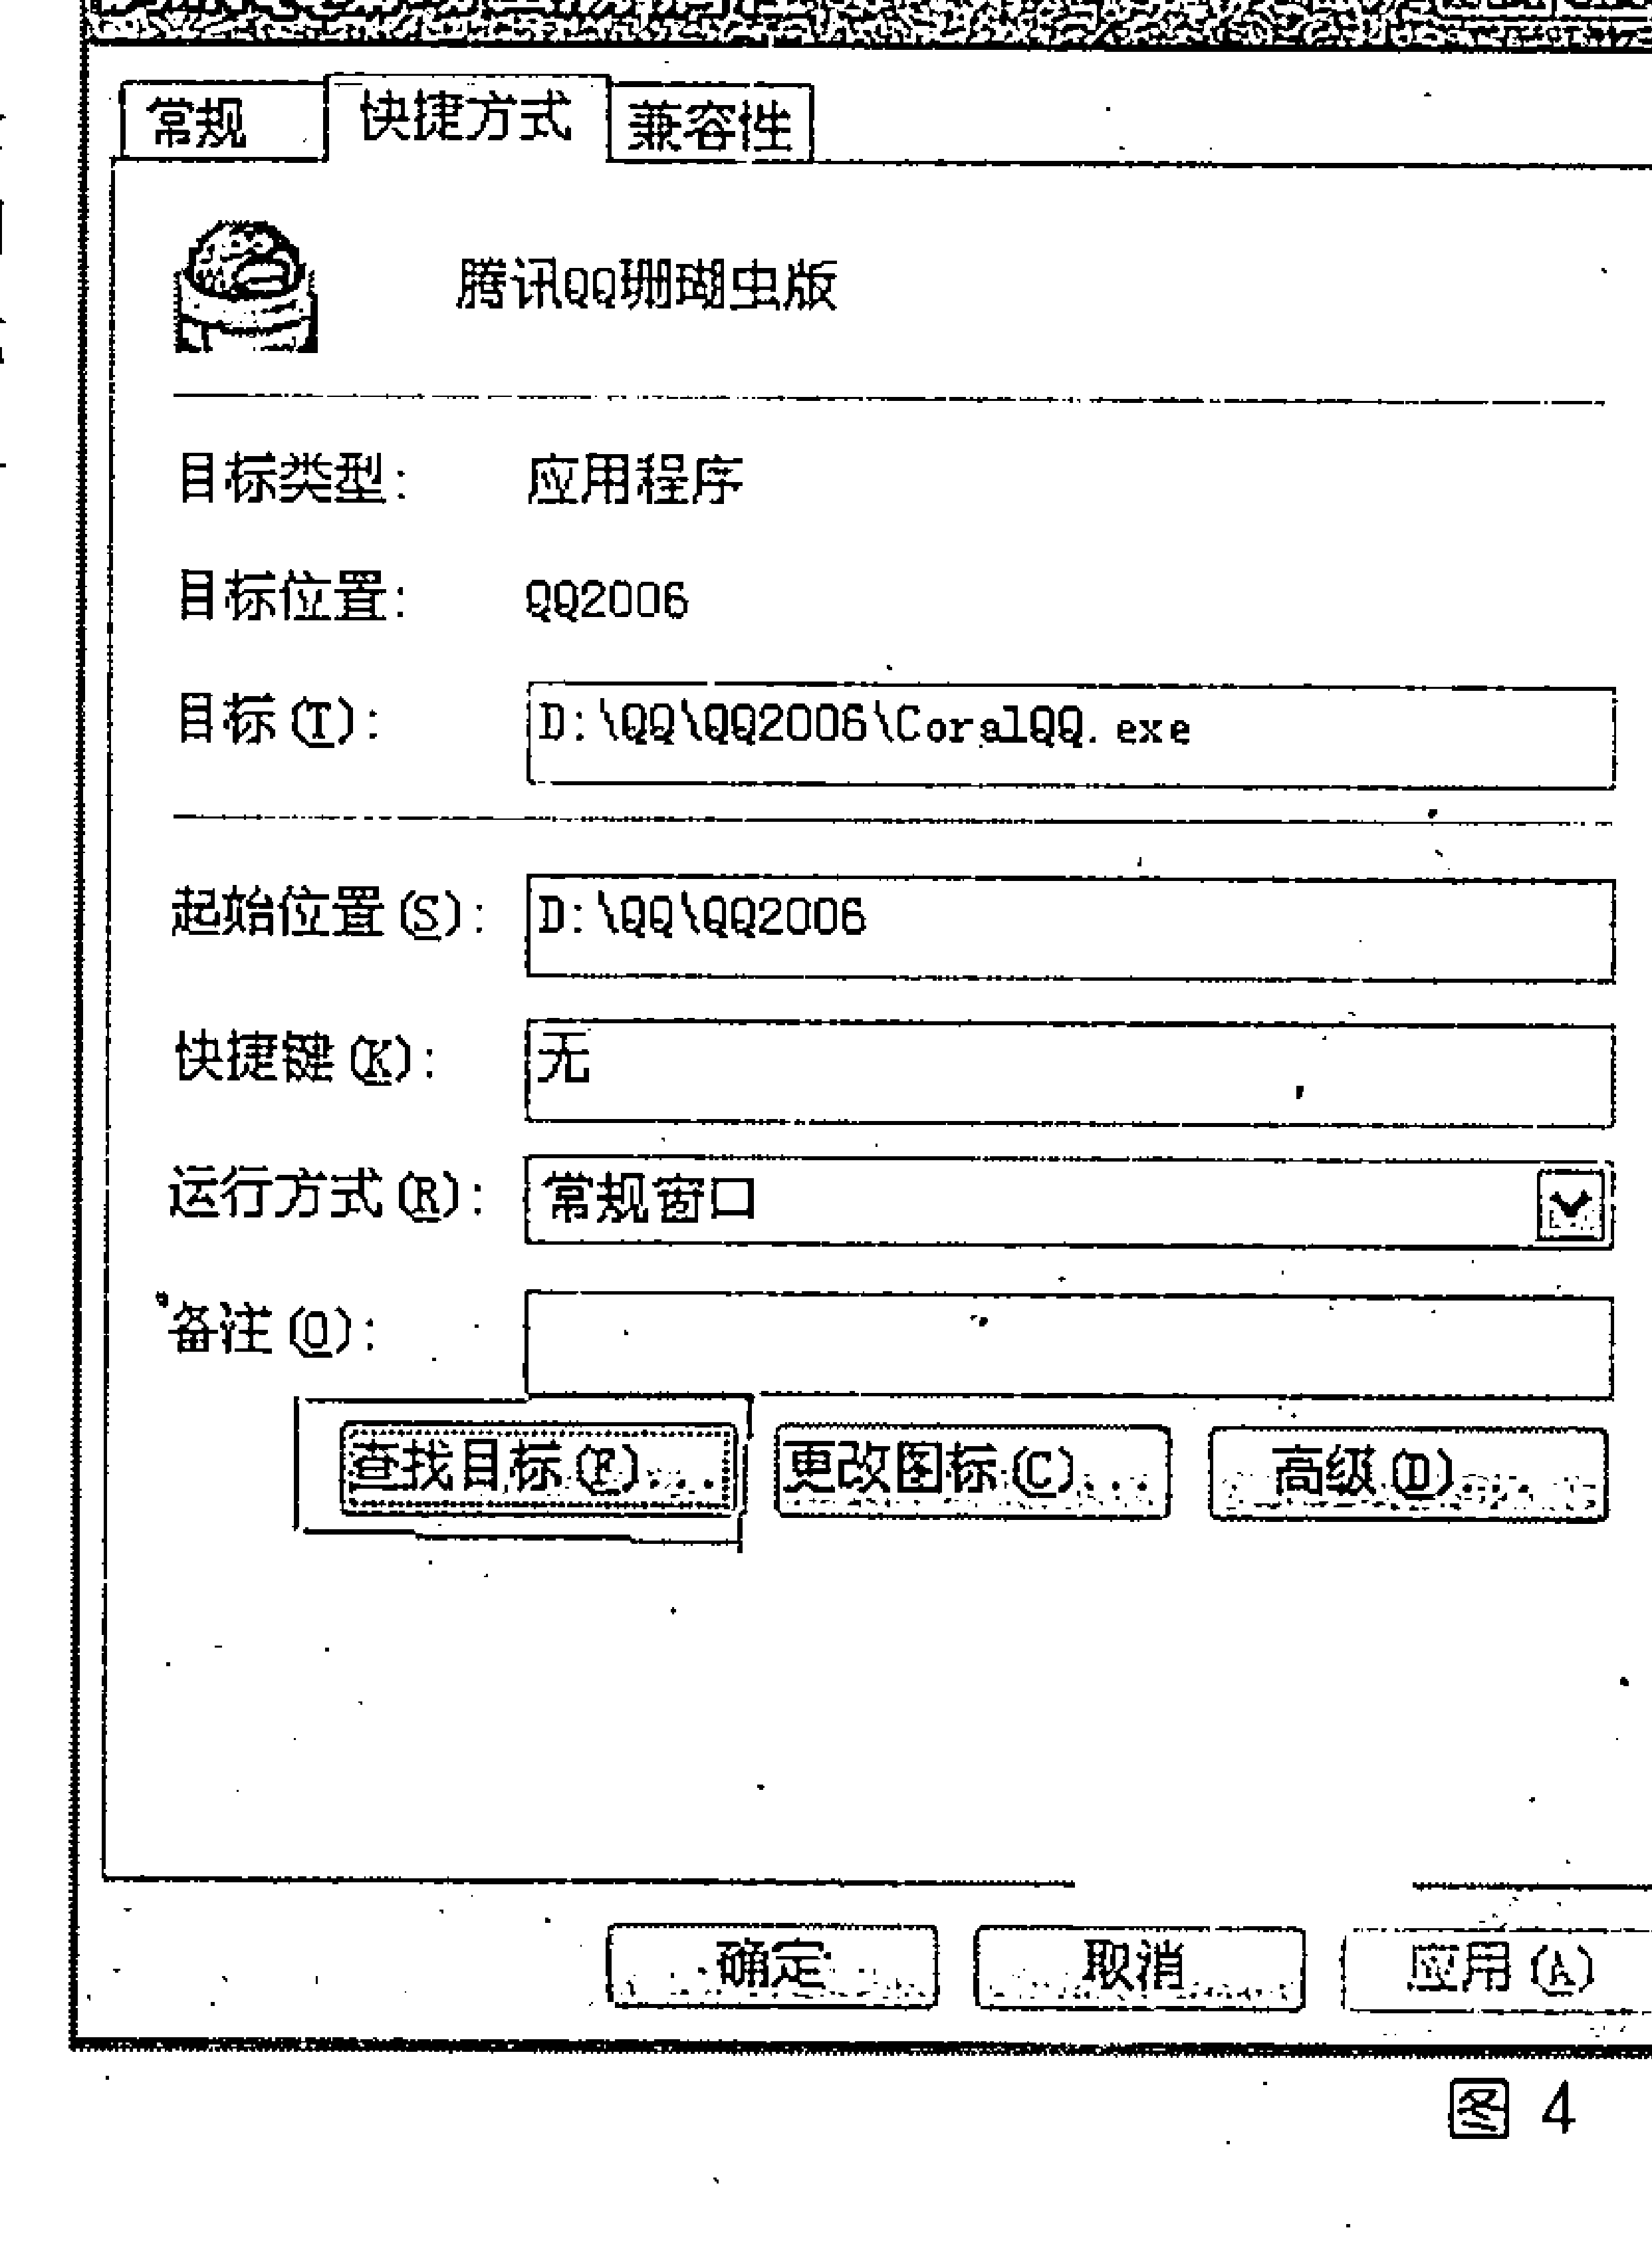 常规 快捷方式 兼容性
腾讯QQ珊瑚虫版
目标类型: 应用程序
目标位置: QQ2006
目标(T): D:\QQ\QQ2006\CoralQQ.exe
起始位置(S): D:\QQ\QQ2006
快捷键(K): 无
运行方式(R): 常规窗口
备注(O):
查找目标(F)... 更改图标(C)... 高级(D)...
确定 取消 应用(A)
图 4